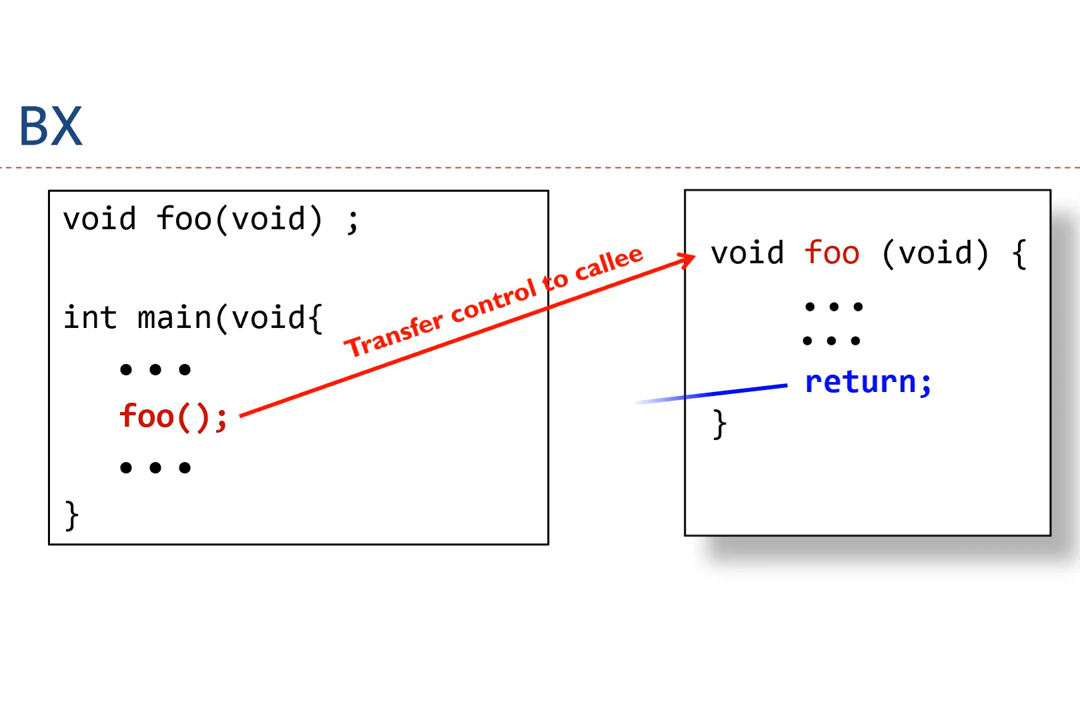 BX
void foo(void) ;
int main(void{
• • •
foo();
• • •
}
Transfer control to callee
void foo (void) {
• • •
• • •
return;
}